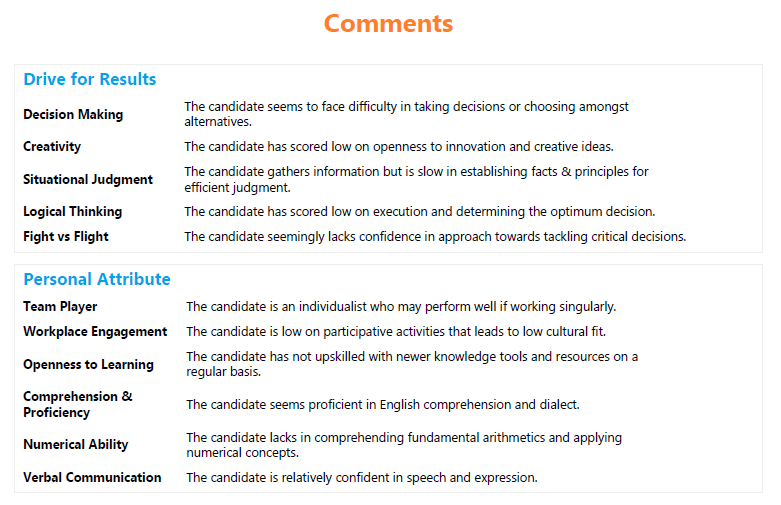 Comments
Drive for Results
Decision Making
The candidate seems to face difficulty in taking decisions or choosing amongst
alternatives.
Creativity
The candidate has scored low on openness to innovation and creative ideas.
Situational Judgment
The candidate gathers information but is slow in establishing facts & principles for
efficient judgment.
Logical Thinking
The candidate has scored low on execution and determining the optimum decision.
Fight vs Flight
The candidate seemingly lacks confidence in approach towards tackling critical decisions.
Personal Attribute
Team Player
The candidate is an individualist who may perform well if working singularly.
Workplace Engagement
The candidate is low on participative activities that leads to low cultural fit.
Openness to Learning
The candidate has not upskilled with newer knowledge tools and resources on a
regular basis.
Comprehension &
Proficiency
The candidate seems proficient in English comprehension and dialect.
Numerical Ability
The candidate lacks in comprehending fundamental arithmetics and applying
numerical concepts.
Verbal Communication
The candidate is relatively confident in speech and expression.